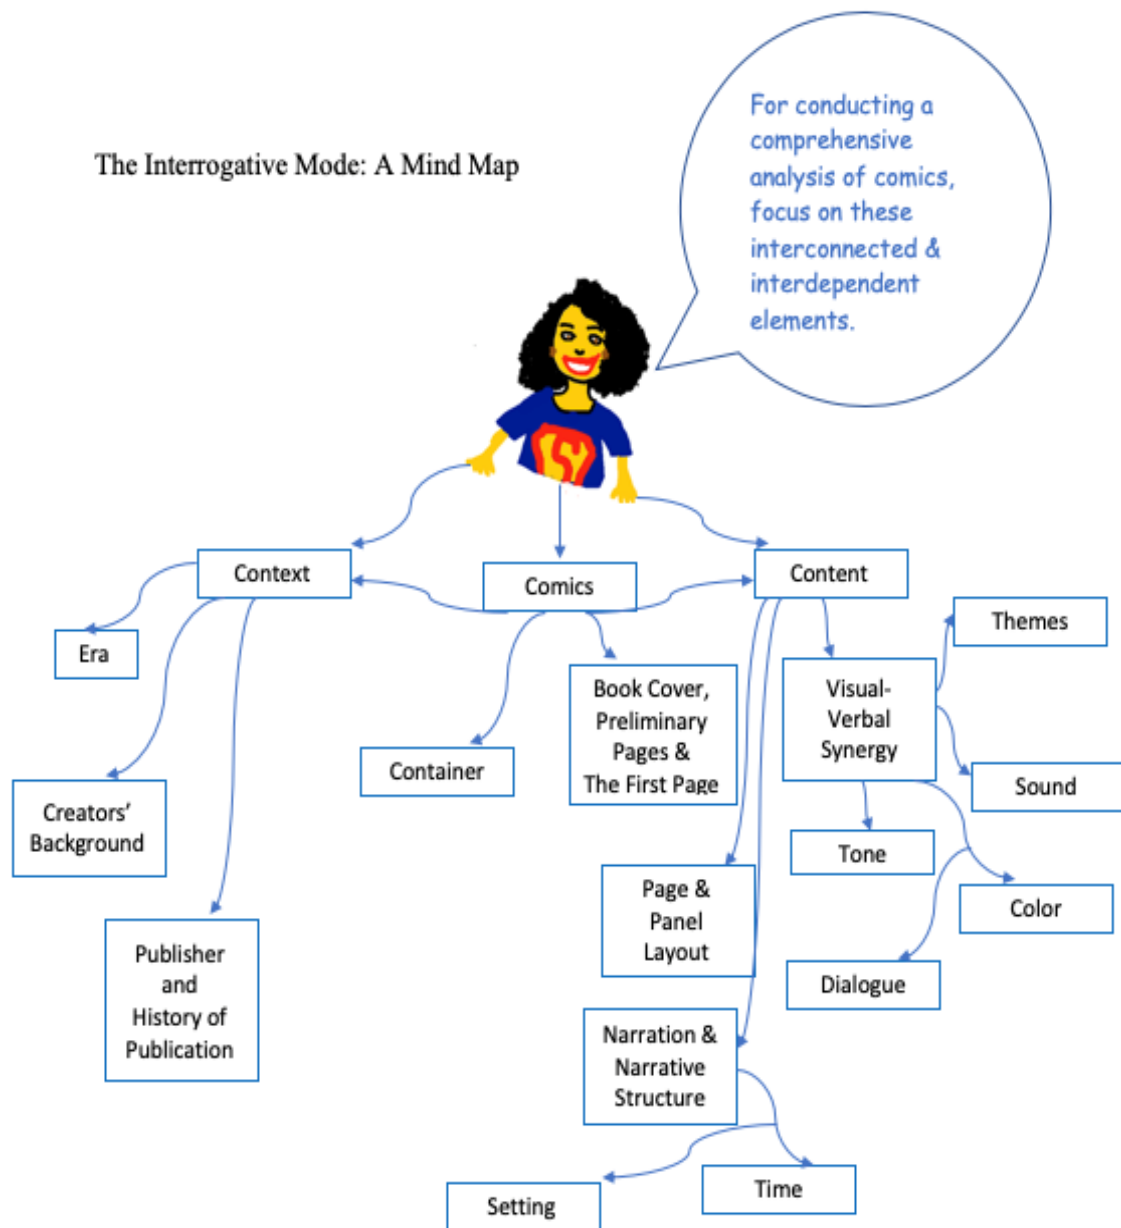 For conducting a
comprehensive
analysis of comics,
focus on these
interconnected &
interdependent
elements.
The Interrogative Mode: A Mind Map
Context
Comics
Content
Era
Creators'
Background
Publisher
and
History of
Publication
Container
Book Cover,
Preliminary
Pages &
The First Page
Page &
Panel
Layout
Narration &
Narrative
Structure
Setting
Time
Visual-
Verbal
Synergy
Themes
Sound
Tone
Color
Dialogue